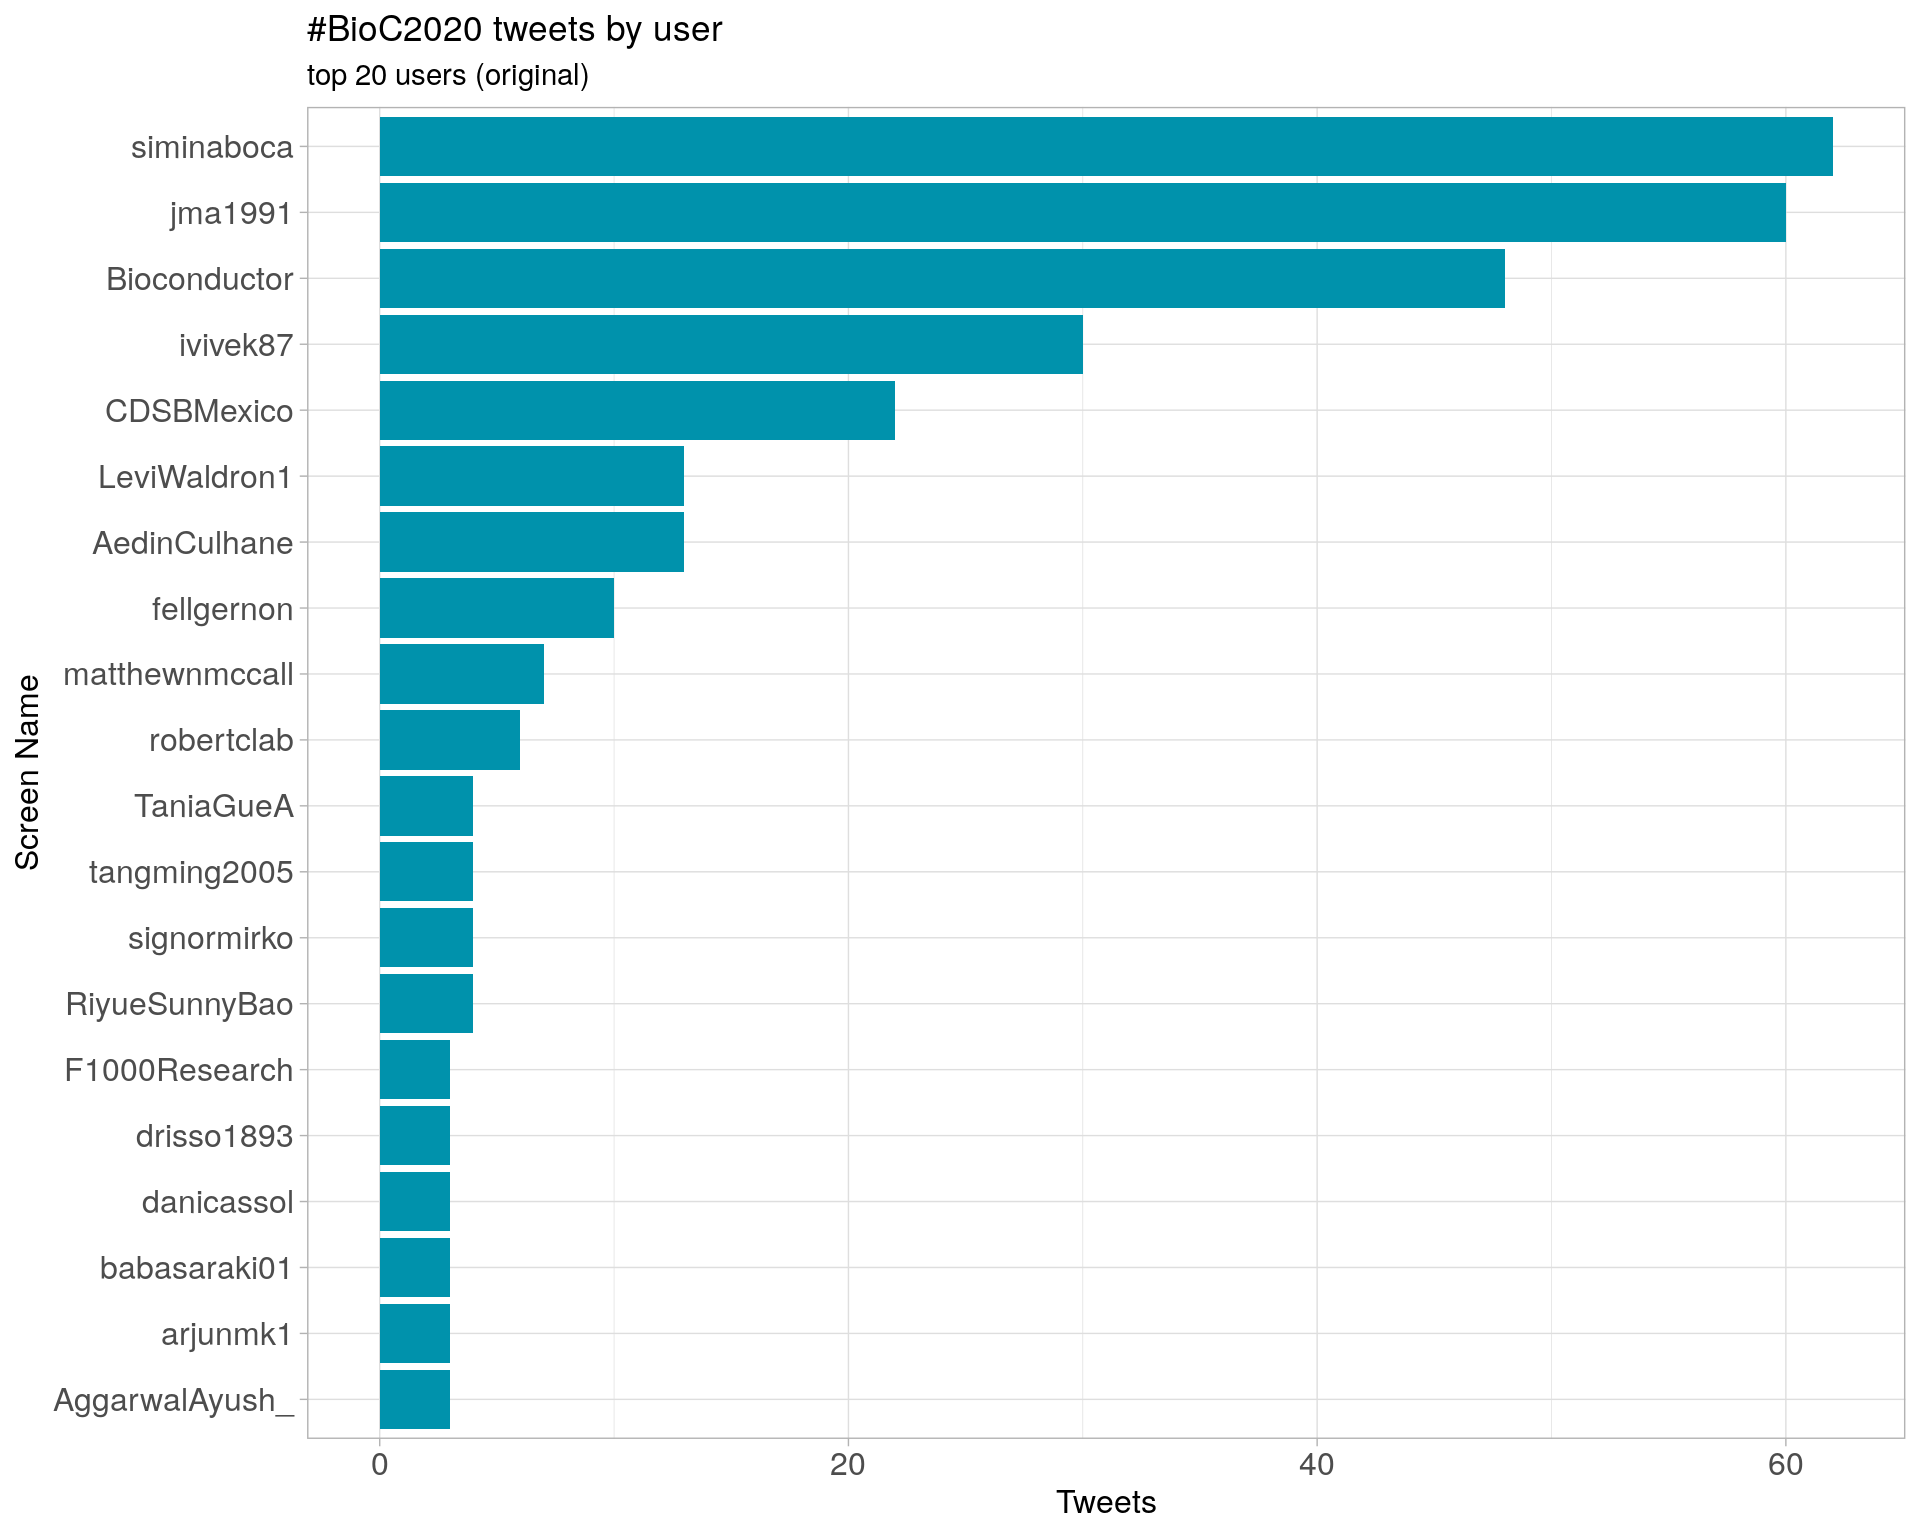 #BioC2020 tweets by user
top 20 users (original)
siminaboca
jma1991
Bioconductor
ivivek87
CDSBMexico
LeviWaldron1
AedinCulhane
fellgernon
matthewnmccall
robertclab
TaniaGueA
tangming2005
signormirko
RiyueSunnyBao
F1000Research
drisso1893
danicassol
babasaraki01
arjunmk1
AggarwalAyush_
Screen Name
0 20 40 60
Tweets